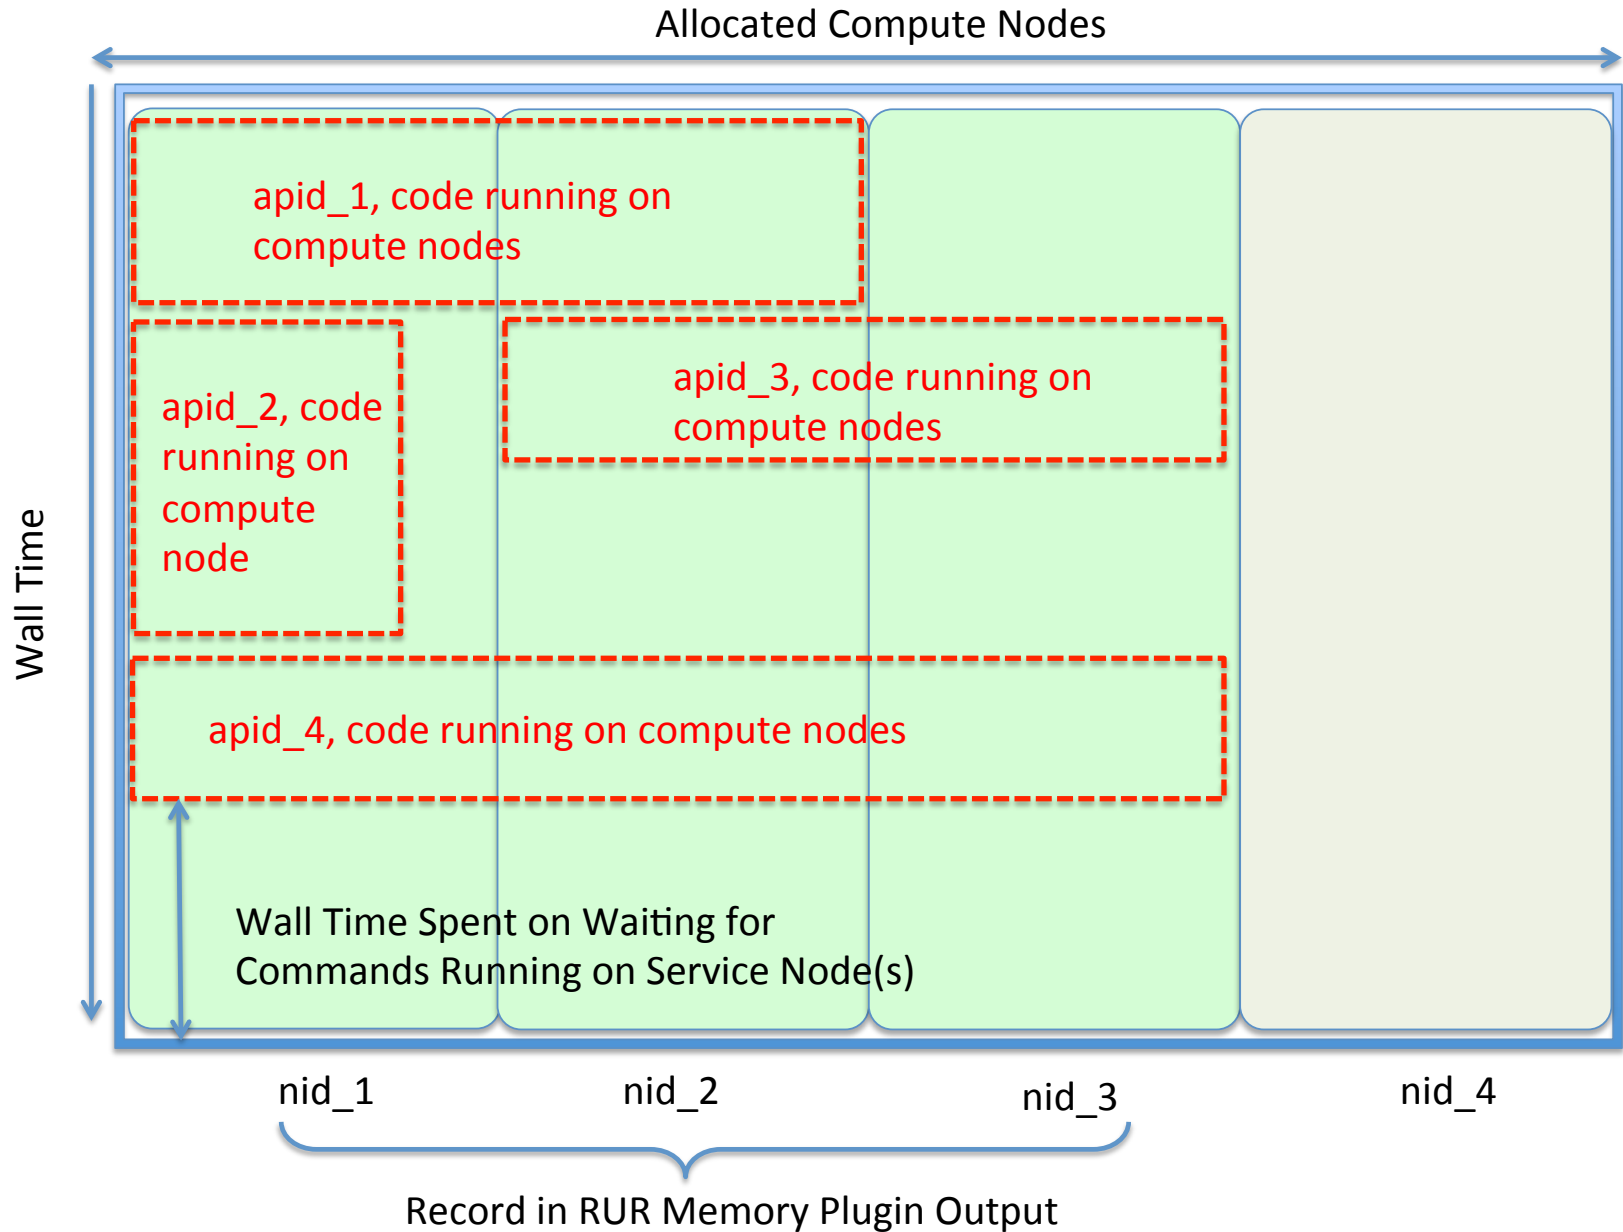 Allocated Compute Nodes
apid_1, code running on
compute nodes
apid_2, code
running on
compute
node
apid_3, code running on
compute nodes
Wall Time
apid_4, code running on compute nodes
Wall Time Spent on Waiting for
Commands Running on Service Node(s)
nid_1
nid_2
nid_3
nid_4
Record in RUR Memory Plugin Output